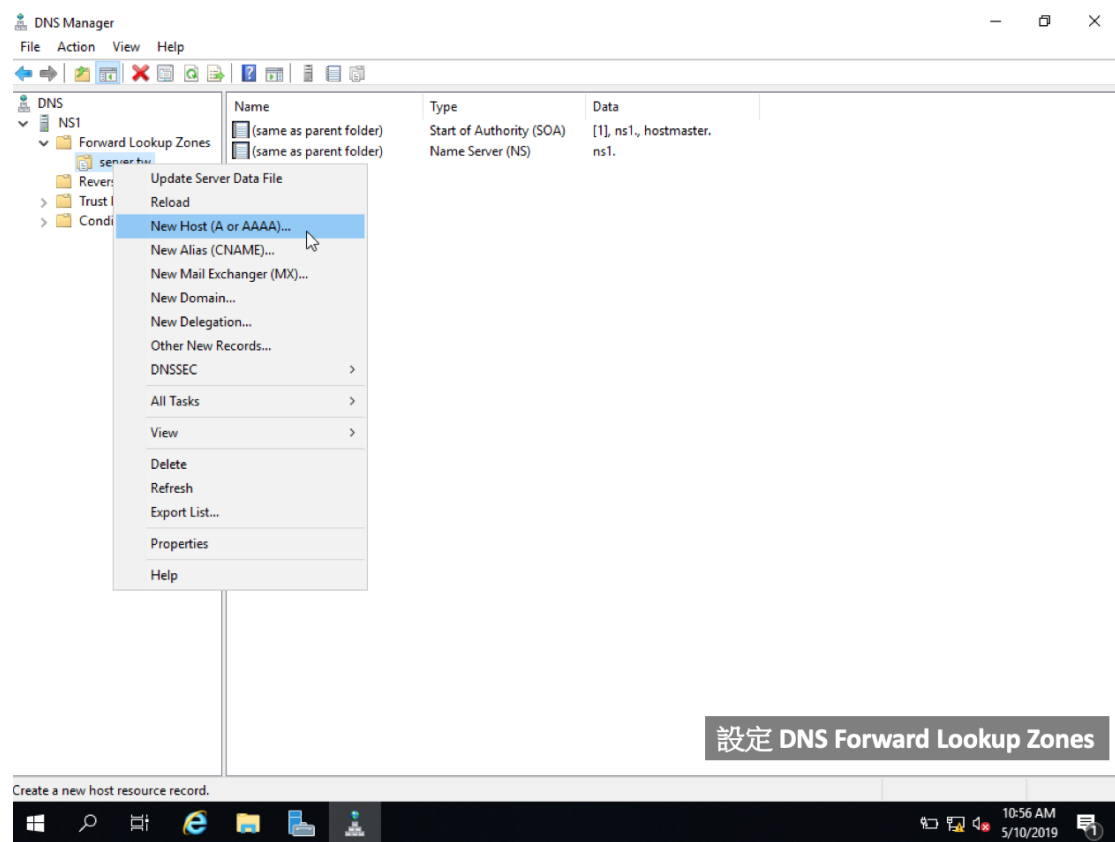 DNS Manager
File Action View Help
DNS
NS1
Forward Lookup Zones
server.tw
Revers
Trust
Condi
Name Type Data
(same as parent folder) Start of Authority (SOA) [1], ns1., hostmaster.
(same as parent folder) Name Server (NS) ns1.
Update Server Data File
Reload
New Host (A or AAAA)...
New Alias (CNAME)...
New Mail Exchanger (MX)...
New Domain...
New Delegation...
Other New Records...
DNSSEC
All Tasks
View
Delete
Refresh
Export List...
Properties
Help
設定 DNS Forward Lookup Zones
Create a new host resource record.
10:56 AM
5/10/2019
1